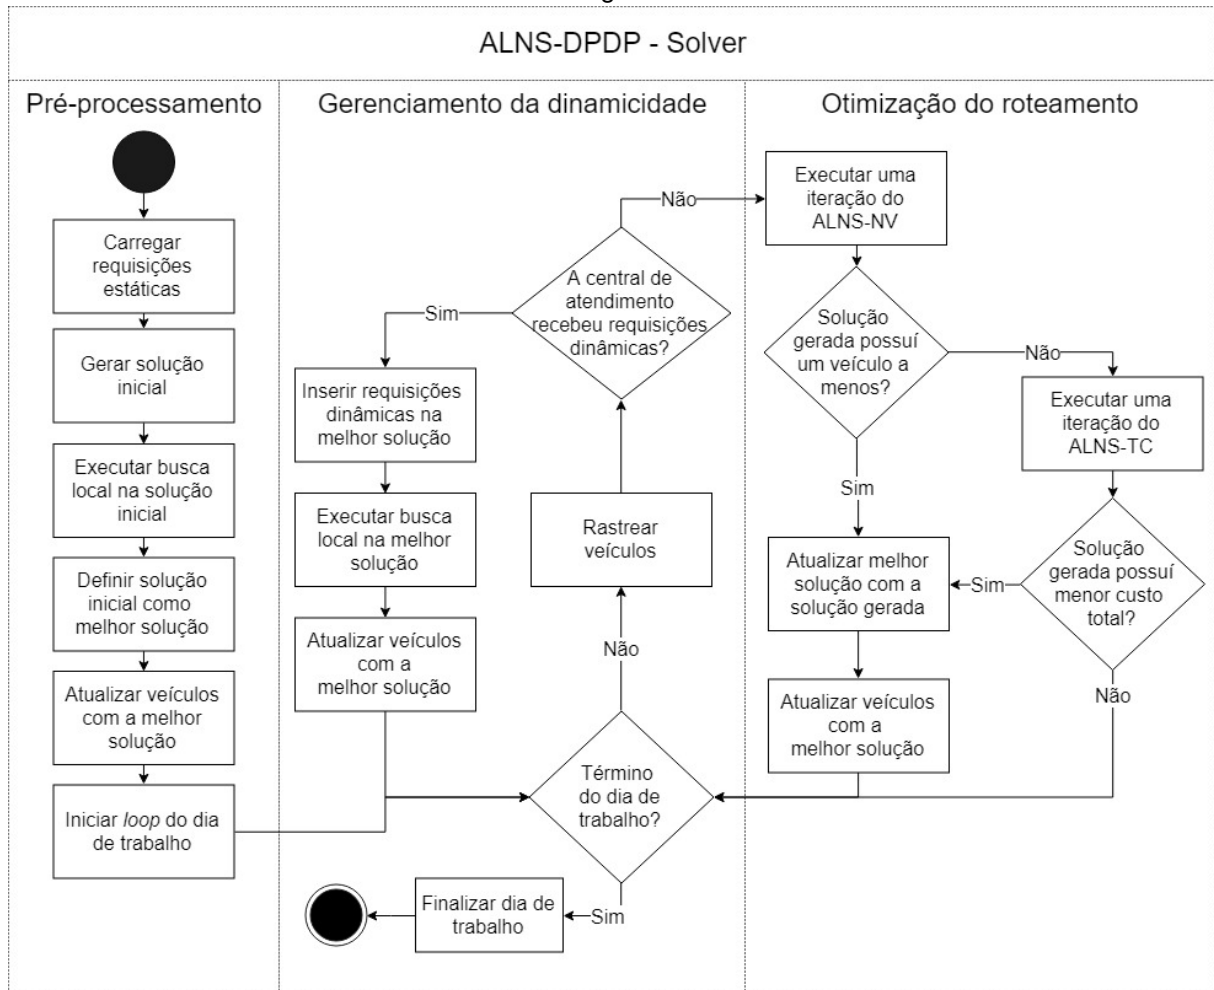 ALNS-DPDP - Solver
Pré-processamento
Carregar
requisições
estáticas
Gerar solução
inicial
Executar busca
local na solução
inicial
Definir solução
inicial como
melhor solução
Atualizar veículos
com a melhor
solução
Iniciar loop do dia
de trabalho
Gerenciamento da dinamicidade
A central de
atendimento
recebeu requisições
dinâmicas?
Não
Sim
Inserir requisições
dinâmicas na
melhor solução
Executar busca
local na melhor
solução
Atualizar veículos
com a
melhor solução
Rastrear
veículos
Não
Término
do dia de
trabalho?
Sim
Finalizar dia de
trabalho
Otimização do roteamento
Executar uma
iteração do
ALNS-NV
Solução
gerada possuí
um veículo a
menos?
Não
Sim
Executar uma
iteração do
ALNS-TC
Solução
gerada possuí
menor custo
total?
Sim
Não
Atualizar melhor
solução com a
solução gerada
Atualizar veículos
com a
melhor solução